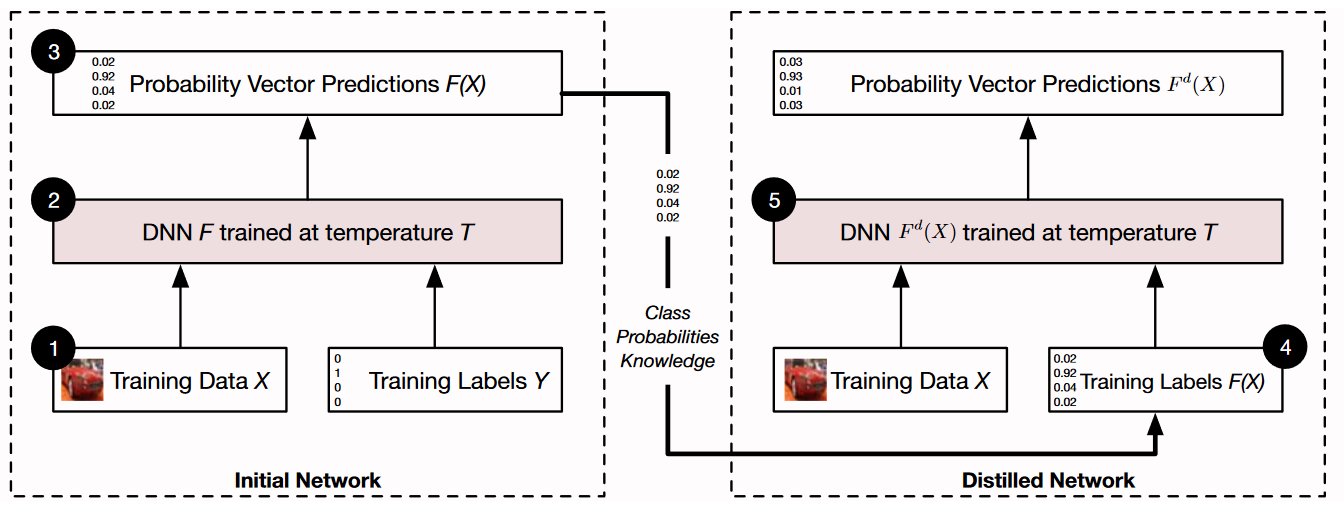 3
0.02
0.92
0.04
0.02
Probability Vector Predictions F(X)
2
DNN F trained at temperature T
1
Training Data X
0
1
0
0
Training Labels Y
Initial Network
0.02
0.92
0.04
0.02
Class
Probabilities
Knowledge
0.03
0.93
0.01
0.03
Probability Vector Predictions F^d(X)
5
DNN F^d(X) trained at temperature T
Training Data X
4
0.02
0.92
0.04
0.02
Training Labels F(X)
Distilled Network